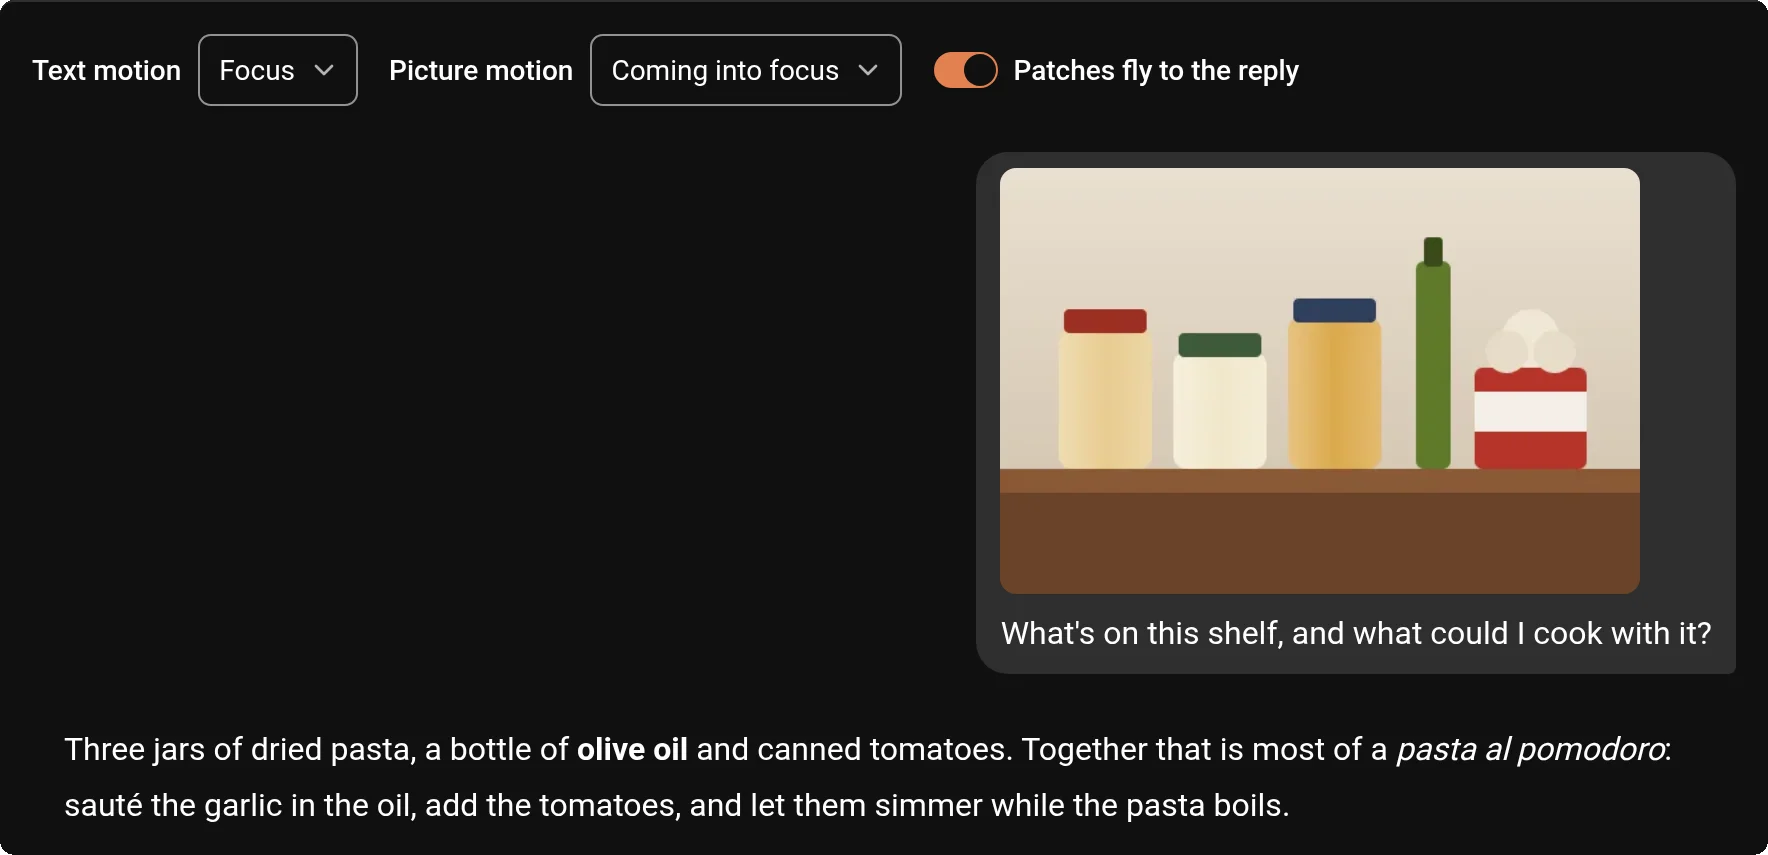 Text motion Focus Picture motion Coming into focus Patches fly to the reply
What's on this shelf, and what could I cook with it?
Three jars of dried pasta, a bottle of olive oil and canned tomatoes. Together that is most of a pasta al pomodoro:
sauté the garlic in the oil, add the tomatoes, and let them simmer while the pasta boils.